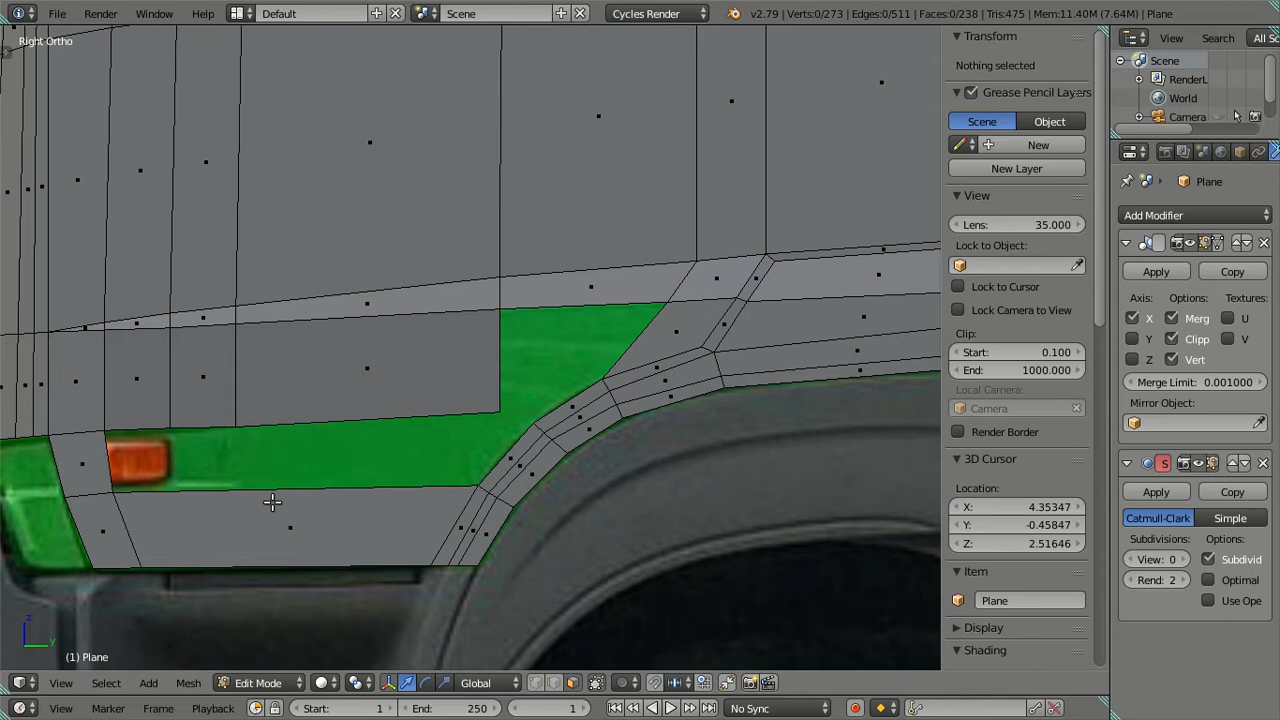 File Render Window Help Default Scene Cycles Render v2.79 | Verts:0/273 | Edges:0/511 | Faces:0/238 | Tris:475 | Mem:11.40M (7.64M) | Plane
Right Ortho
Transform
Nothing selected
Grease Pencil Layers
Scene Object
New
New Layer
View
Lens: 35.000
Lock to Object:
Lock to Cursor
Lock Camera to View
Clip:
Start: 0.100
End: 1000.000
Local Camera:
Camera
Render Border
3D Cursor
Location:
X: 4.35347
Y: -0.45847
Z: 2.51646
Item
Plane
Display
Shading
View Search All Sc
Scene
RenderL
World
Camera
Plane
Add Modifier
Apply Copy
Axis: Options: Textures:
X Merg U
Y Clipp V
Z Vert
Merge Limit: 0.001000
Mirror Object:
S
Apply Copy
Catmull-Clark Simple
Subdivisions: Options:
View: 0 Subdivid
Rend: 2 Optimal
Use Ope
z
y
(1) Plane
View Select Add Mesh Edit Mode Global
View Marker Frame Playback Start: 1 End: 250 1 No Sync